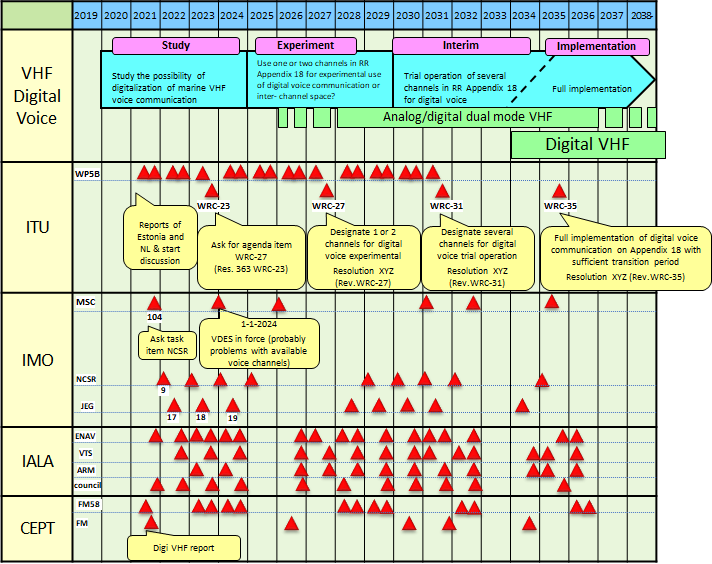 2019 2020 2021 2022 2023 2024 2025 2026 2027 2028 2029 2030 2031 2032 2033 2034 2035 2036 2037 2038-
VHF
Digital
Voice
Study
Experiment
Interim
Implementation
Study the possibility of
digitalization of marine VHF
voice communication
Use one or two channels in RR
Appendix 18 for experimental use
of digital voice communication or
inter- channel space?
Trial operation of several
channels in RR Appendix 18
for digital voice
Full implementation
Analog/digital dual mode VHF
Digital VHF
ITU
WP5B
WRC-23
WRC-27
WRC-31
WRC-35
Reports of
Estonia and
NL & start
discussion
Ask for agenda item
WRC-27
(Res. 363 WRC-23)
Designate 1 or 2
channels for digital
voice experimental
Resolution XYZ
(Rev.WRC-27)
Designate several
channels for digital
voice trial operation
Resolution XYZ
(Rev.WRC-31)
Full implementation of digital voice
communication on Appendix 18 with
sufficient transition period
Resolution XYZ (Rev.WRC-35)
IMO
MSC
104
Ask task
item NCSR
1-1-2024
VDES in force (probably
problems with available
voice channels)
NCSR
9
JEG
17 18 19
IALA
ENAV
VTS
ARM
council
CEPT
FM58
FM
Digi VHF report